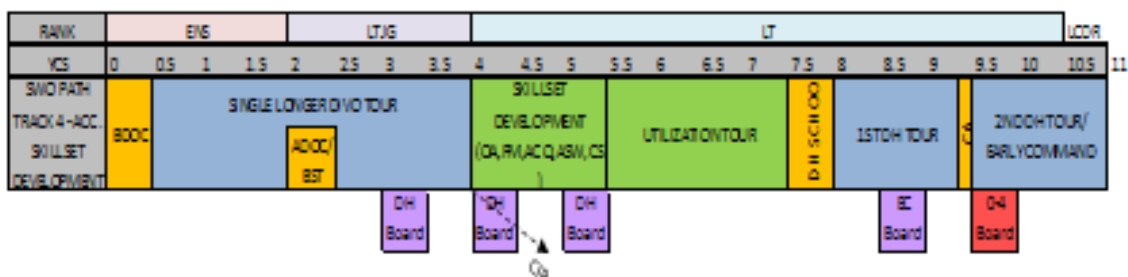 RANK ENS LTJG LT LCDR
YCS 0 0.5 1 1.5 2 2.5 3 3.5 4 4.5 5 5.5 6 6.5 7 7.5 8 8.5 9 9.5 10 10.5 11
SWO PATH
TRACK 4 - ACC.
SKILLSET
DEVELOPMENT
BDOC
SINGLE LONGER DIVO TOUR
ADOC/
BST
SKILLSET
DEVELOPMENT
(OA, FM, ACQ, ASW, CS
)
UTILIZATION TOUR
DH SCHOO
1ST DH TOUR
2ND DH TOUR/
EARLY COMMAND
DH
Board
DH
Board
DH
Board
EC
Board
O-4
Board